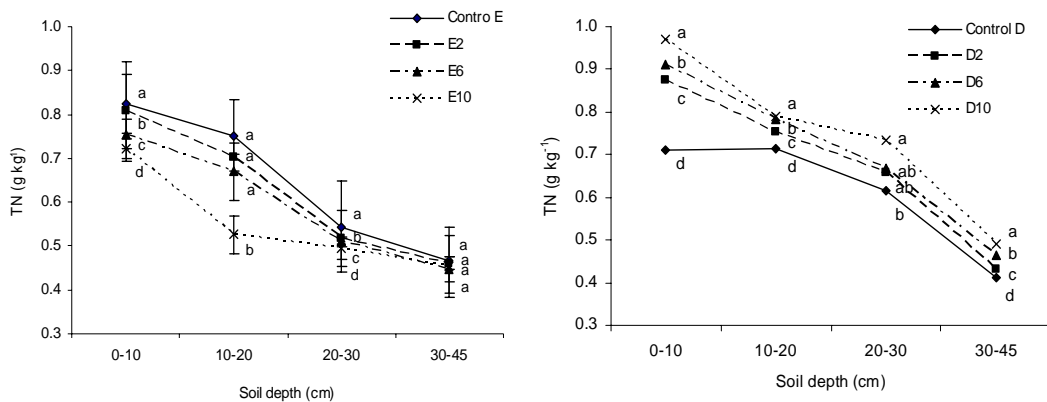 Contro E
E2
E6
E10
TN (g kg¹)
1.0
0.9
0.8
0.7
0.6
0.5
0.4
0.3
a
b
c
d
a
a
a
b
a
b
c
d
a
a
a
a
0-10
10-20
20-30
30-45
Soil depth (cm)
Control D
D2
D6
D10
TN (g kg⁻¹)
1.0
0.9
0.8
0.7
0.6
0.5
0.4
0.3
a
b
c
d
a
b
c
d
a
ab
ab
b
a
b
c
d
0-10
10-20
20-30
30-45
Soil depth (cm)